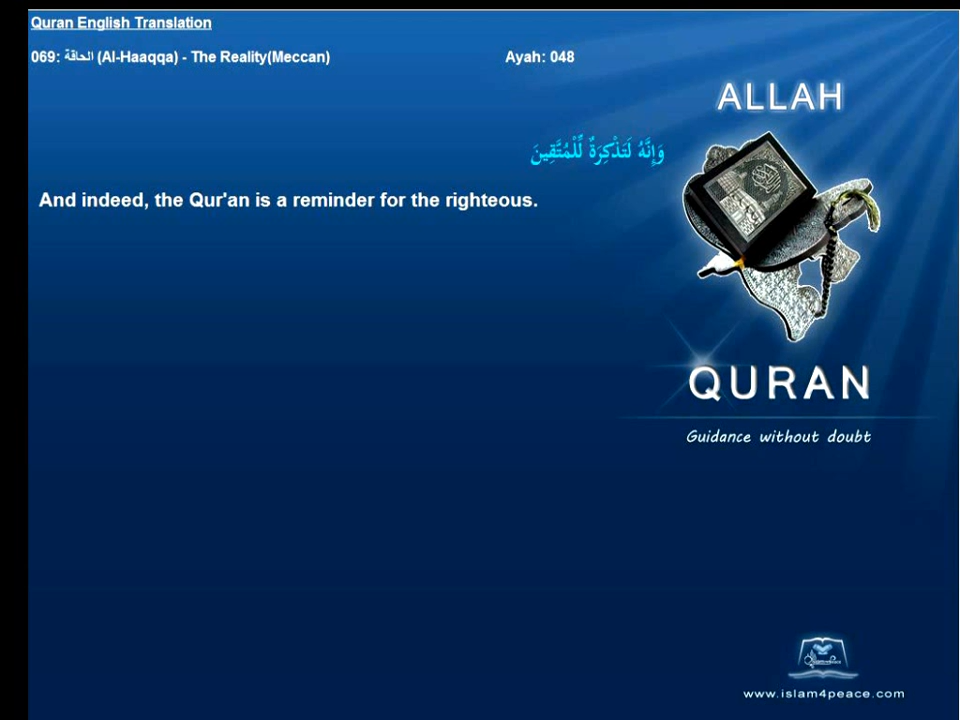 Quran English Translation
069: الحاقة (Al-Haaqqa) - The Reality(Meccan) Ayah: 048
ALLAH
وَإِنَّهُ لَتَذْكِرَةٌ لِّلْمُتَّقِينَ
And indeed, the Qur'an is a reminder for the righteous.
QURAN
Guidance without doubt
www.islam4peace.com